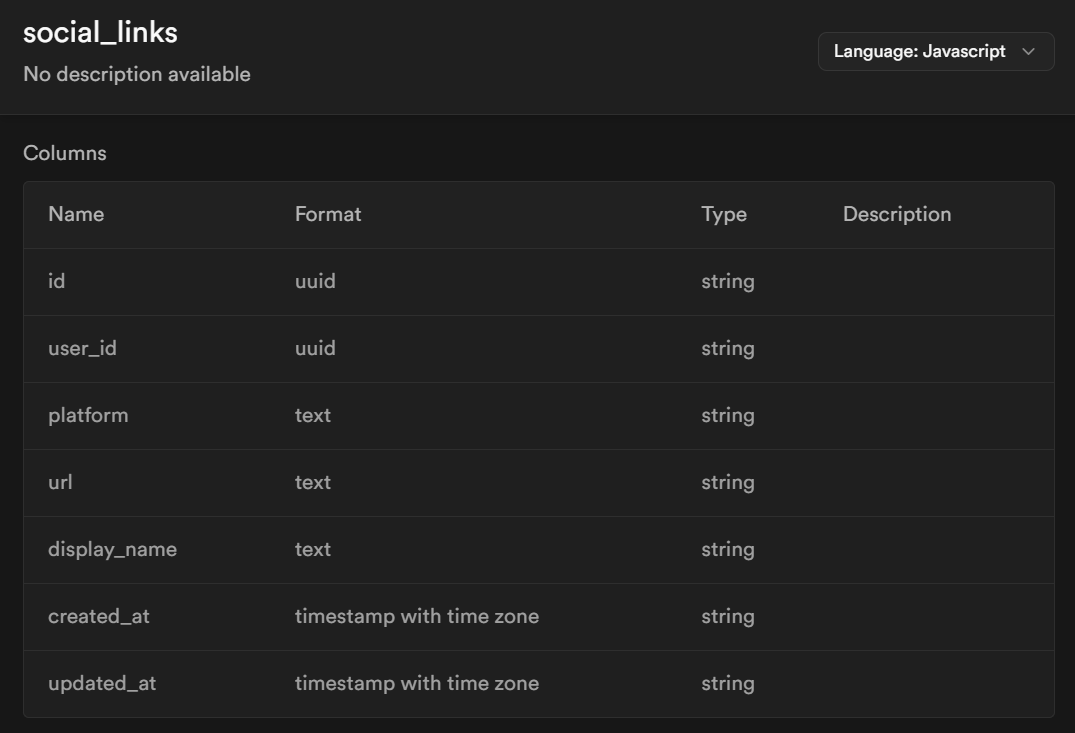 social_links
No description available
Language: Javascript
Columns
Name Format Type Description
id uuid string
user_id uuid string
platform text string
url text string
display_name text string
created_at timestamp with time zone string
updated_at timestamp with time zone string